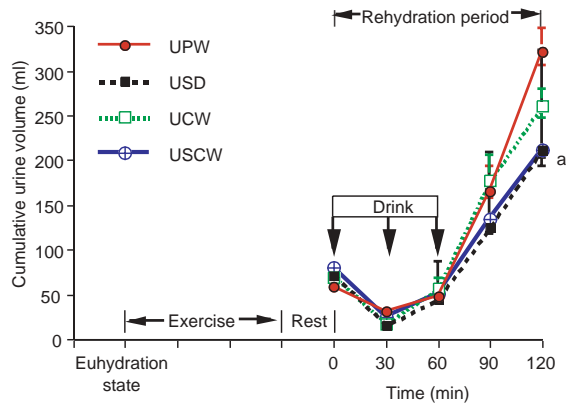 Rehydration period
350
300
250
200
150
100
50
0
Cumulative urine volume (ml)
UPW
USD
UCW
USCW
Drink
a
Exercise
Rest
Euhydration
state
0 30 60 90 120
Time (min)